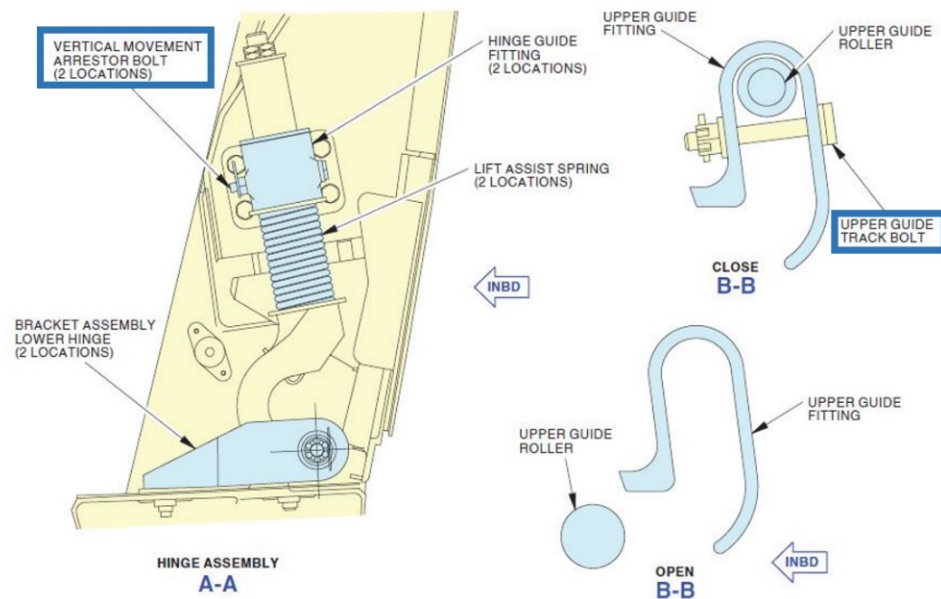 VERTICAL MOVEMENT
ARRESTOR BOLT
(2 LOCATIONS)
HINGE GUIDE
FITTING
(2 LOCATIONS)
LIFT ASSIST SPRING
(2 LOCATIONS)
INBD
BRACKET ASSEMBLY
LOWER HINGE
(2 LOCATIONS)
HINGE ASSEMBLY
A-A
UPPER GUIDE
FITTING
UPPER GUIDE
ROLLER
UPPER GUIDE
TRACK BOLT
CLOSE
B-B
UPPER GUIDE
FITTING
UPPER GUIDE
ROLLER
INBD
OPEN
B-B